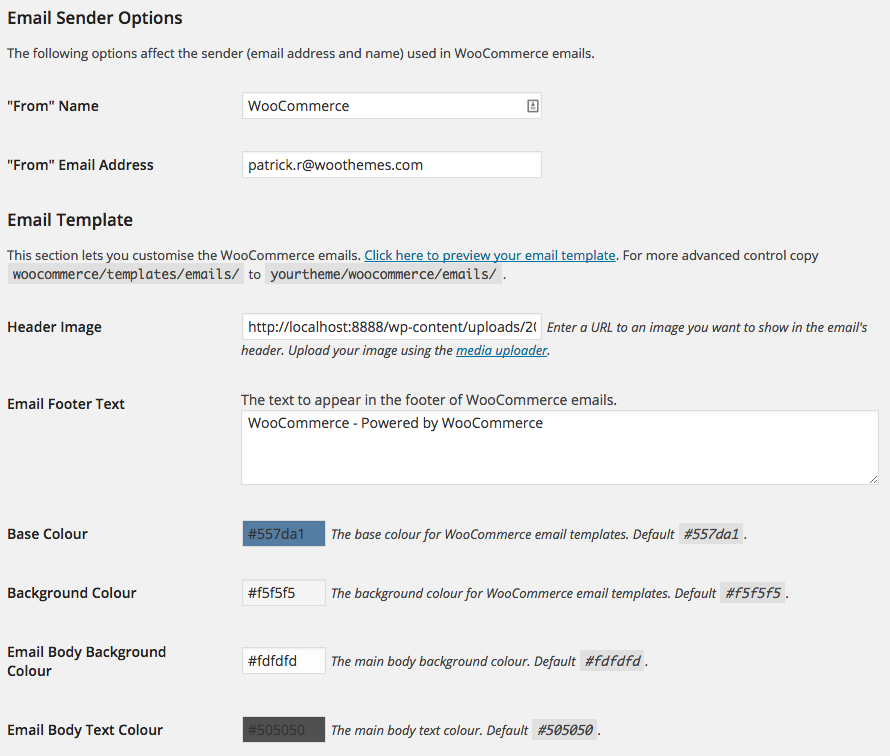 Email Sender Options
The following options affect the sender (email address and name) used in WooCommerce emails.
"From" Name
WooCommerce
"From" Email Address
patrick.r@woothemes.com
Email Template
This section lets you customise the WooCommerce emails. Click here to preview your email template. For more advanced control copy
woocommerce/templates/emails/ to yourtheme/woocommerce/emails/ .
Header Image
http://localhost:8888/wp-content/uploads/20 Enter a URL to an image you want to show in the email's
header. Upload your image using the media uploader.
Email Footer Text
The text to appear in the footer of WooCommerce emails.
WooCommerce - Powered by WooCommerce
Base Colour
#557da1 The base colour for WooCommerce email templates. Default #557da1 .
Background Colour
#f5f5f5 The background colour for WooCommerce email templates. Default #f5f5f5 .
Email Body Background
Colour
#fdfdfd The main body background colour. Default #fdfdfd .
Email Body Text Colour
#505050 The main body text colour. Default #505050 .